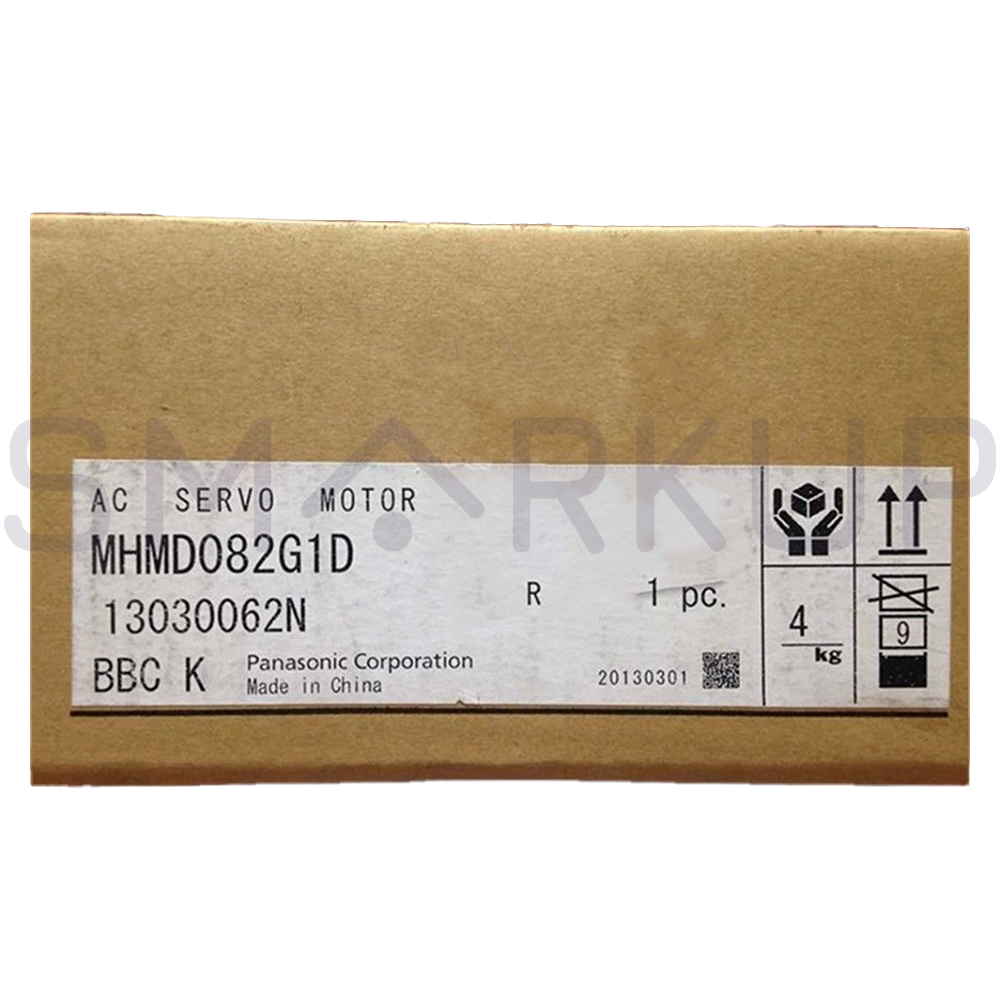 SMARKUP
AC SERVO MOTOR
MHMD082G1D
13030062N
R 1 pc.
BBC K
Panasonic Corporation
Made in China
20130301
4 kg
9